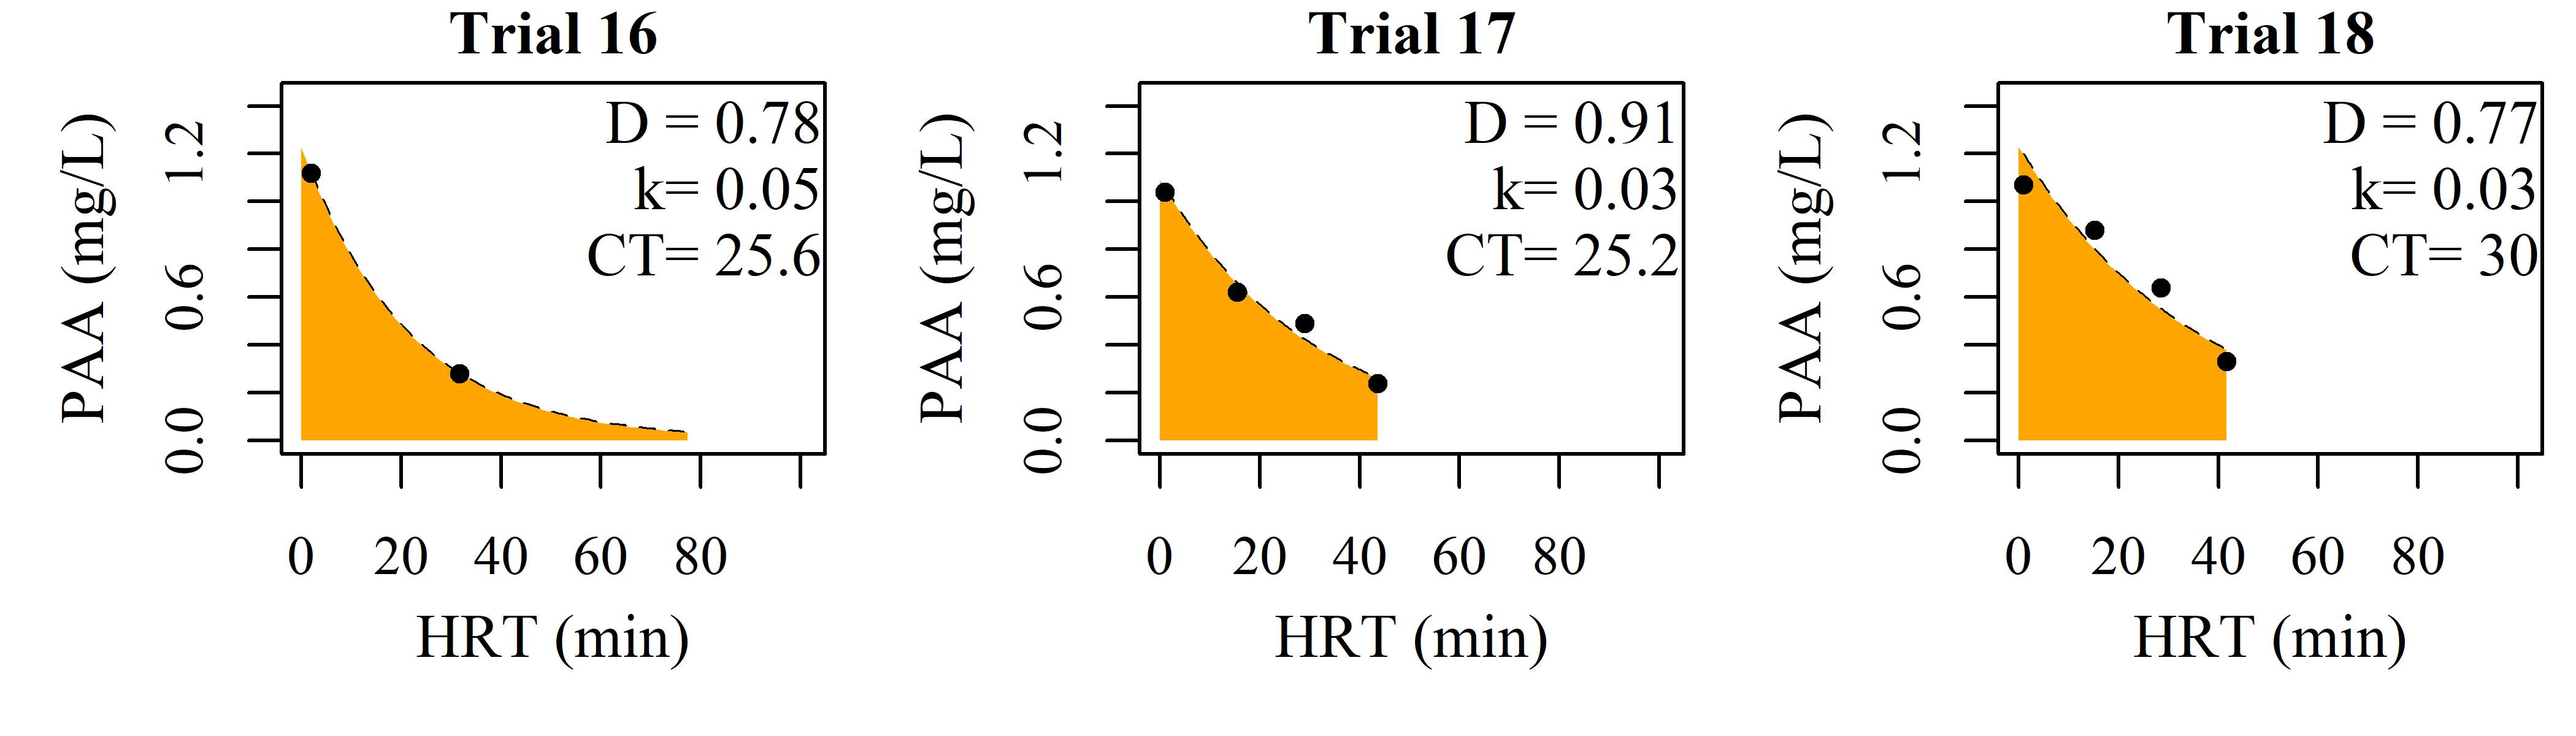 Trial 16
PAA (mg/L)
0.0 0.6 1.2
D = 0.78
k= 0.05
CT= 25.6
0 20 40 60 80
HRT (min)
Trial 17
PAA (mg/L)
0.0 0.6 1.2
D = 0.91
k= 0.03
CT= 25.2
0 20 40 60 80
HRT (min)
Trial 18
PAA (mg/L)
0.0 0.6 1.2
D = 0.77
k= 0.03
CT= 30
0 20 40 60 80
HRT (min)